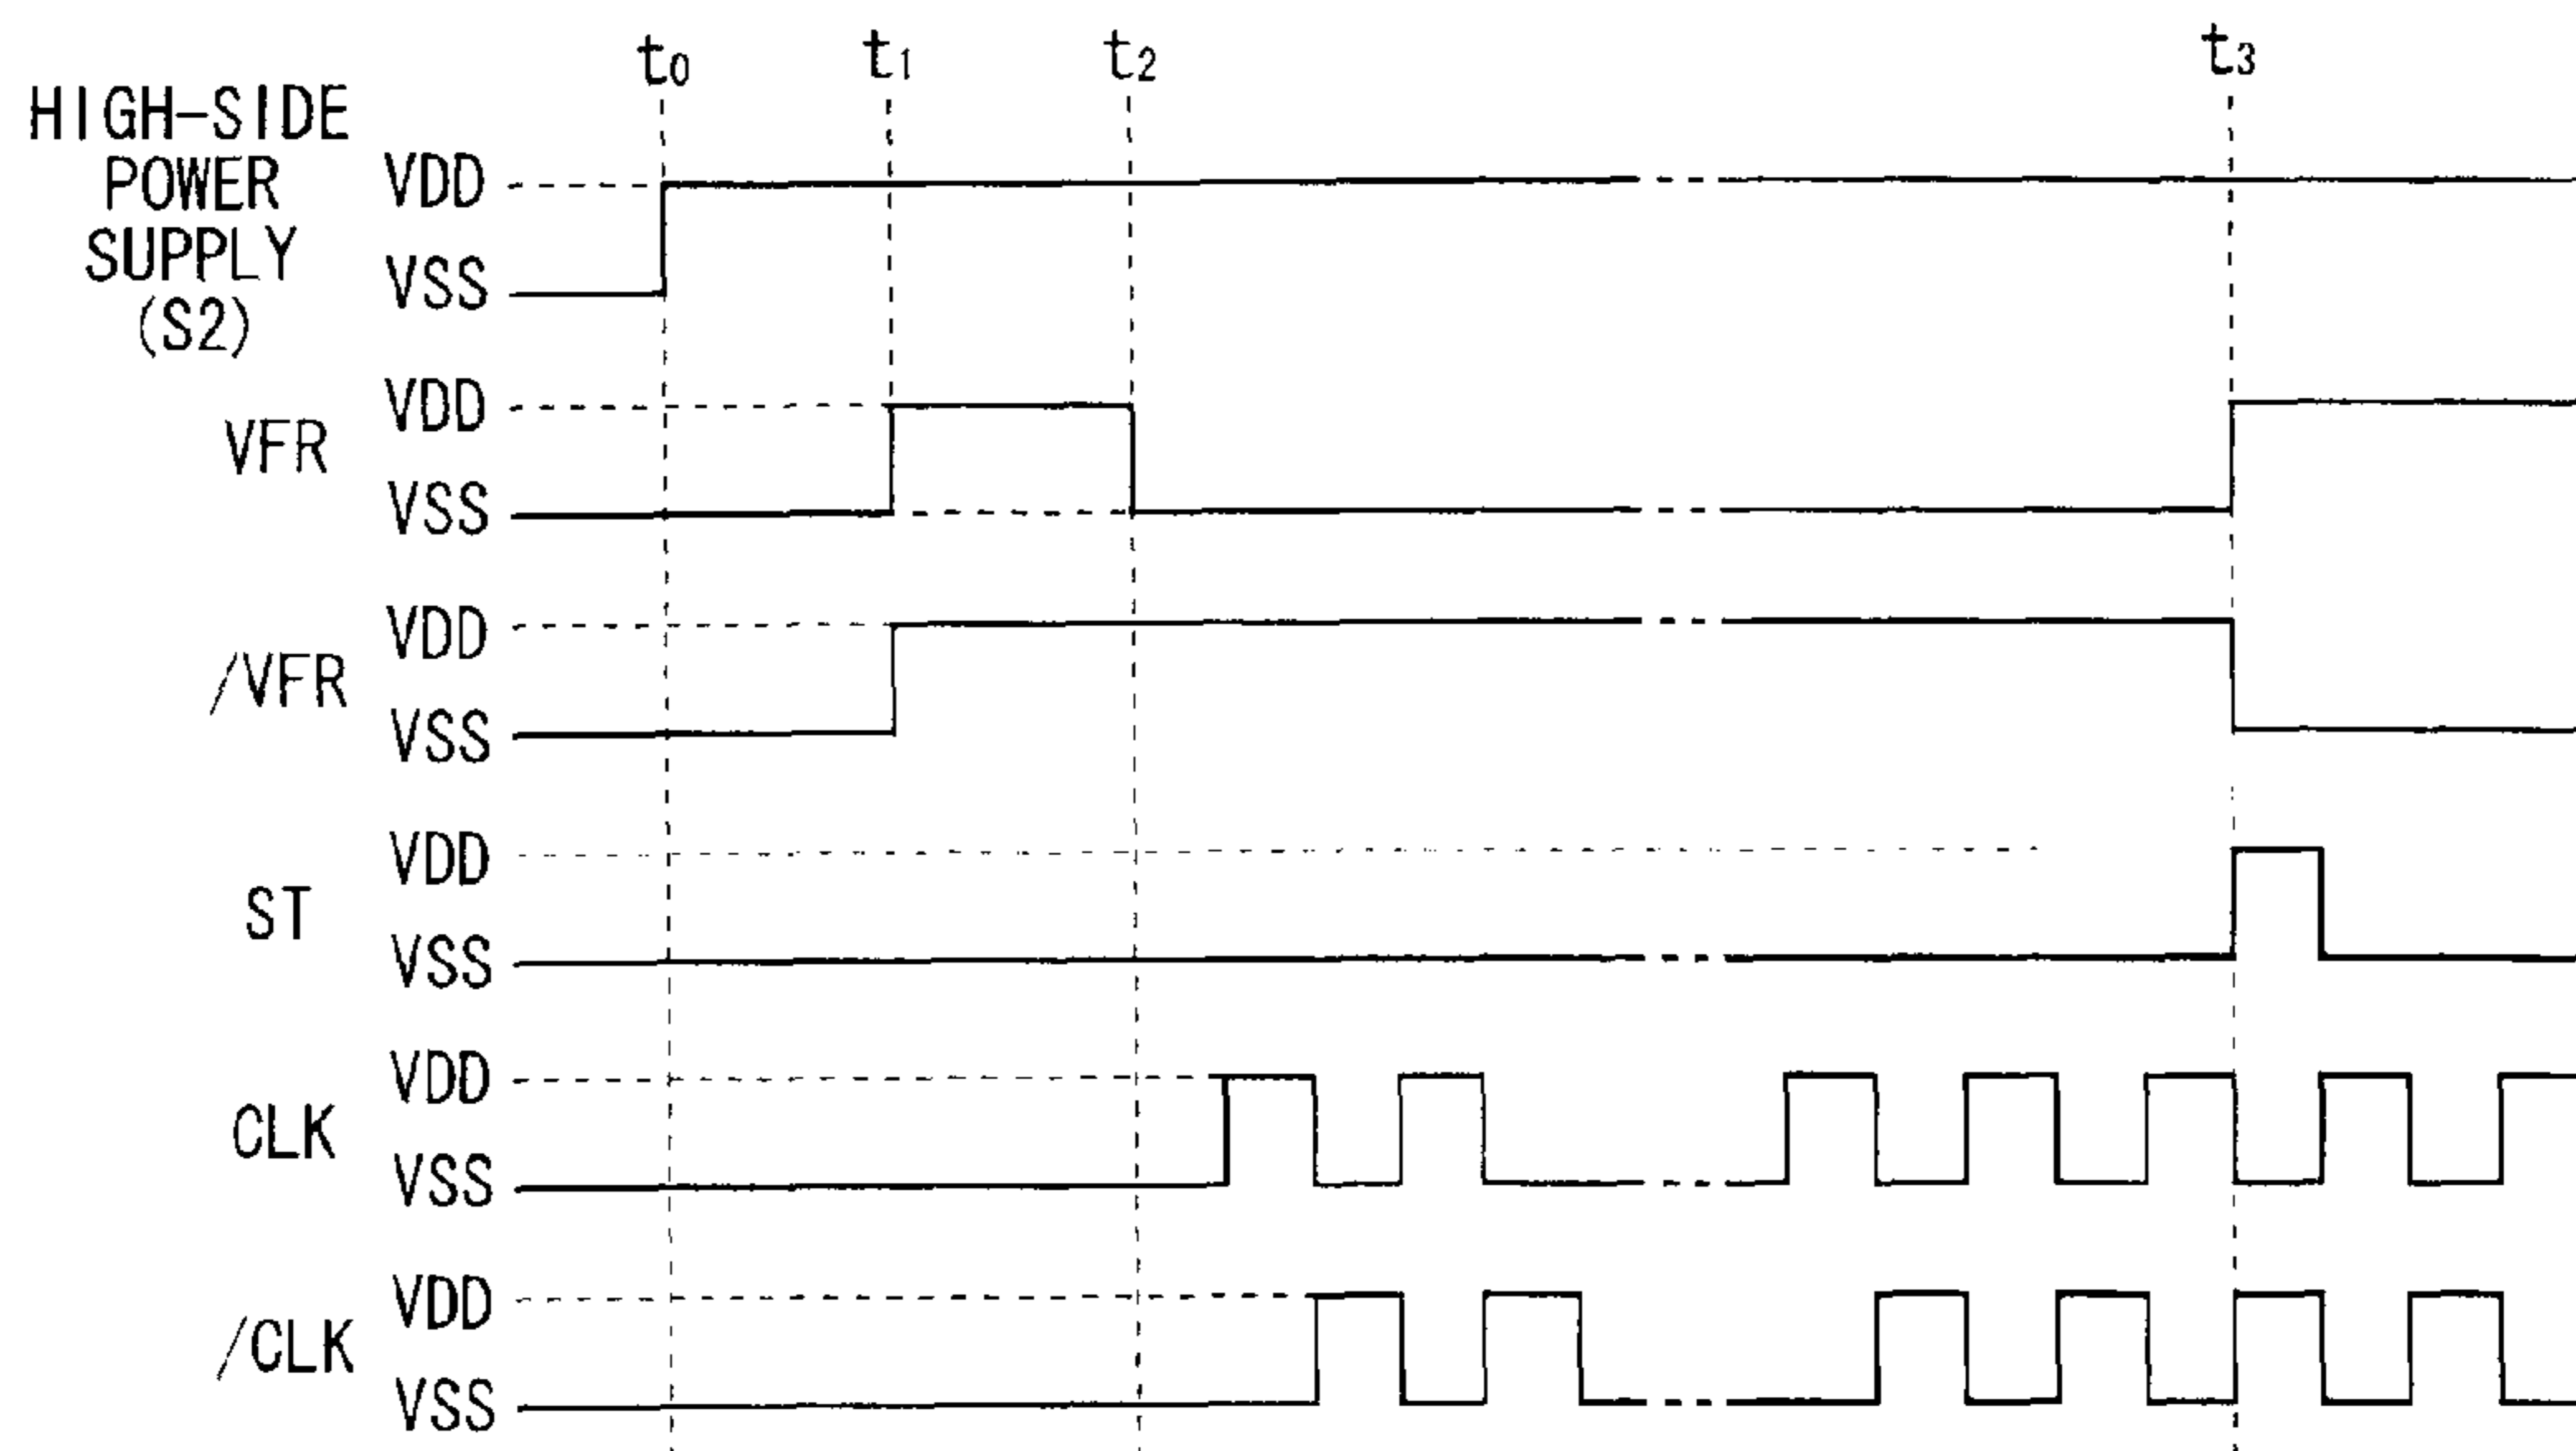 t0 t1 t2 t3
HIGH-SIDE
POWER
SUPPLY
(S2)
VDD
VSS
VFR
VDD
VSS
/VFR
VDD
VSS
ST
VDD
VSS
CLK
VDD
VSS
/CLK
VDD
VSS